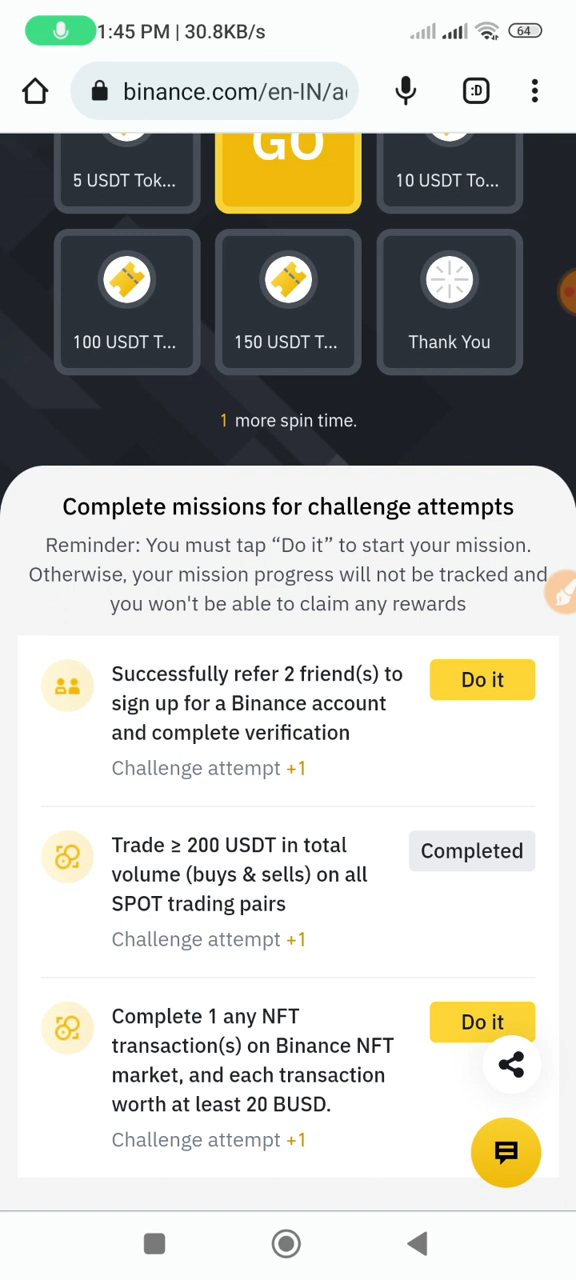 1:45 PM | 30.8KB/s
64
binance.com/en-IN/a
:D
GO
5 USDT Tok...
10 USDT To...
100 USDT T...
150 USDT T...
Thank You
1 more spin time.
Complete missions for challenge attempts
Reminder: You must tap “Do it” to start your mission.
Otherwise, your mission progress will not be tracked and
you won't be able to claim any rewards
Successfully refer 2 friend(s) to
sign up for a Binance account
and complete verification
Do it
Challenge attempt +1
Trade ≥ 200 USDT in total
volume (buys & sells) on all
SPOT trading pairs
Completed
Challenge attempt +1
Complete 1 any NFT
transaction(s) on Binance NFT
market, and each transaction
worth at least 20 BUSD.
Do it
Challenge attempt +1